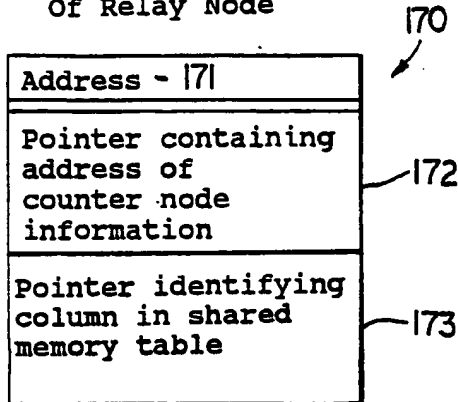 Of Relay Node
170
Address - 171
Pointer containing
address of
counter node
information
172
Pointer identifying
column in shared
memory table
173